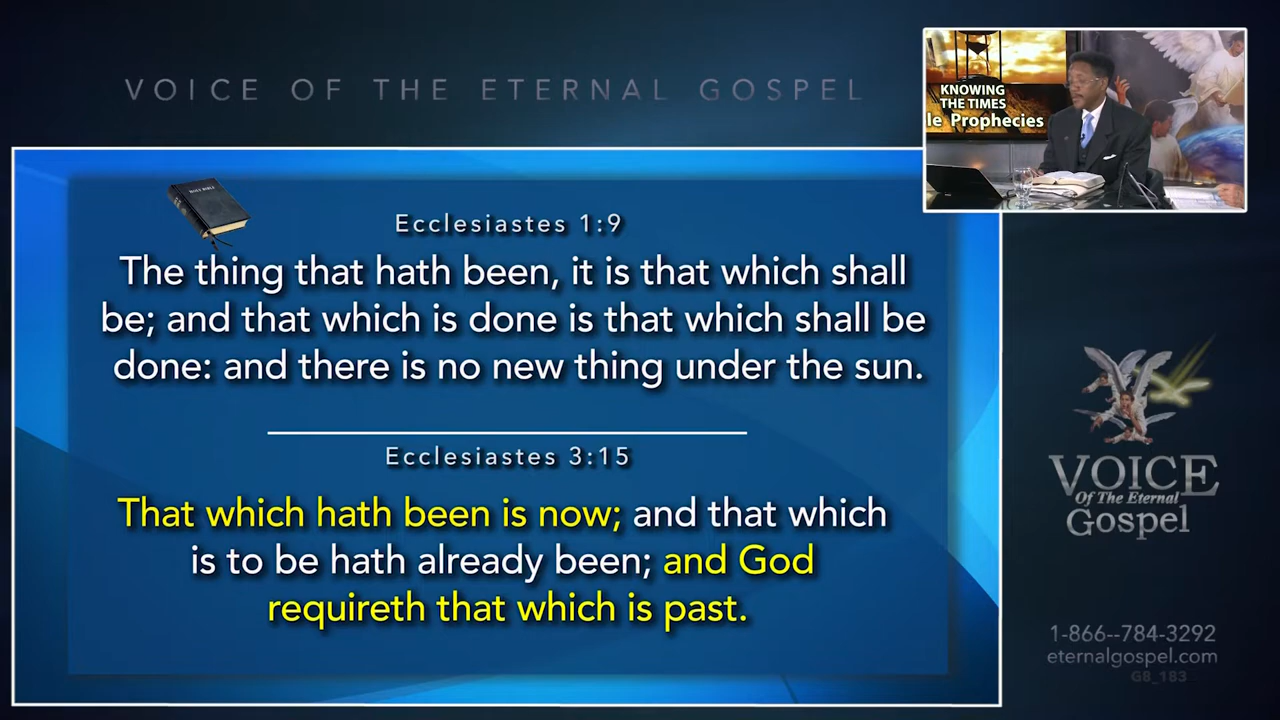 VOICE OF THE ETERNAL GOSPEL
KNOWING
THE TIMES
le Prophecies
HOLY BIBLE
Ecclesiastes 1:9
The thing that hath been, it is that which shall
be; and that which is done is that which shall be
done: and there is no new thing under the sun.
Ecclesiastes 3:15
That which hath been is now; and that which
is to be hath already been; and God
requireth that which is past.
VOICE
Of The Eternal
Gospel
1-866--784-3292
eternalgospel.com
G8_183